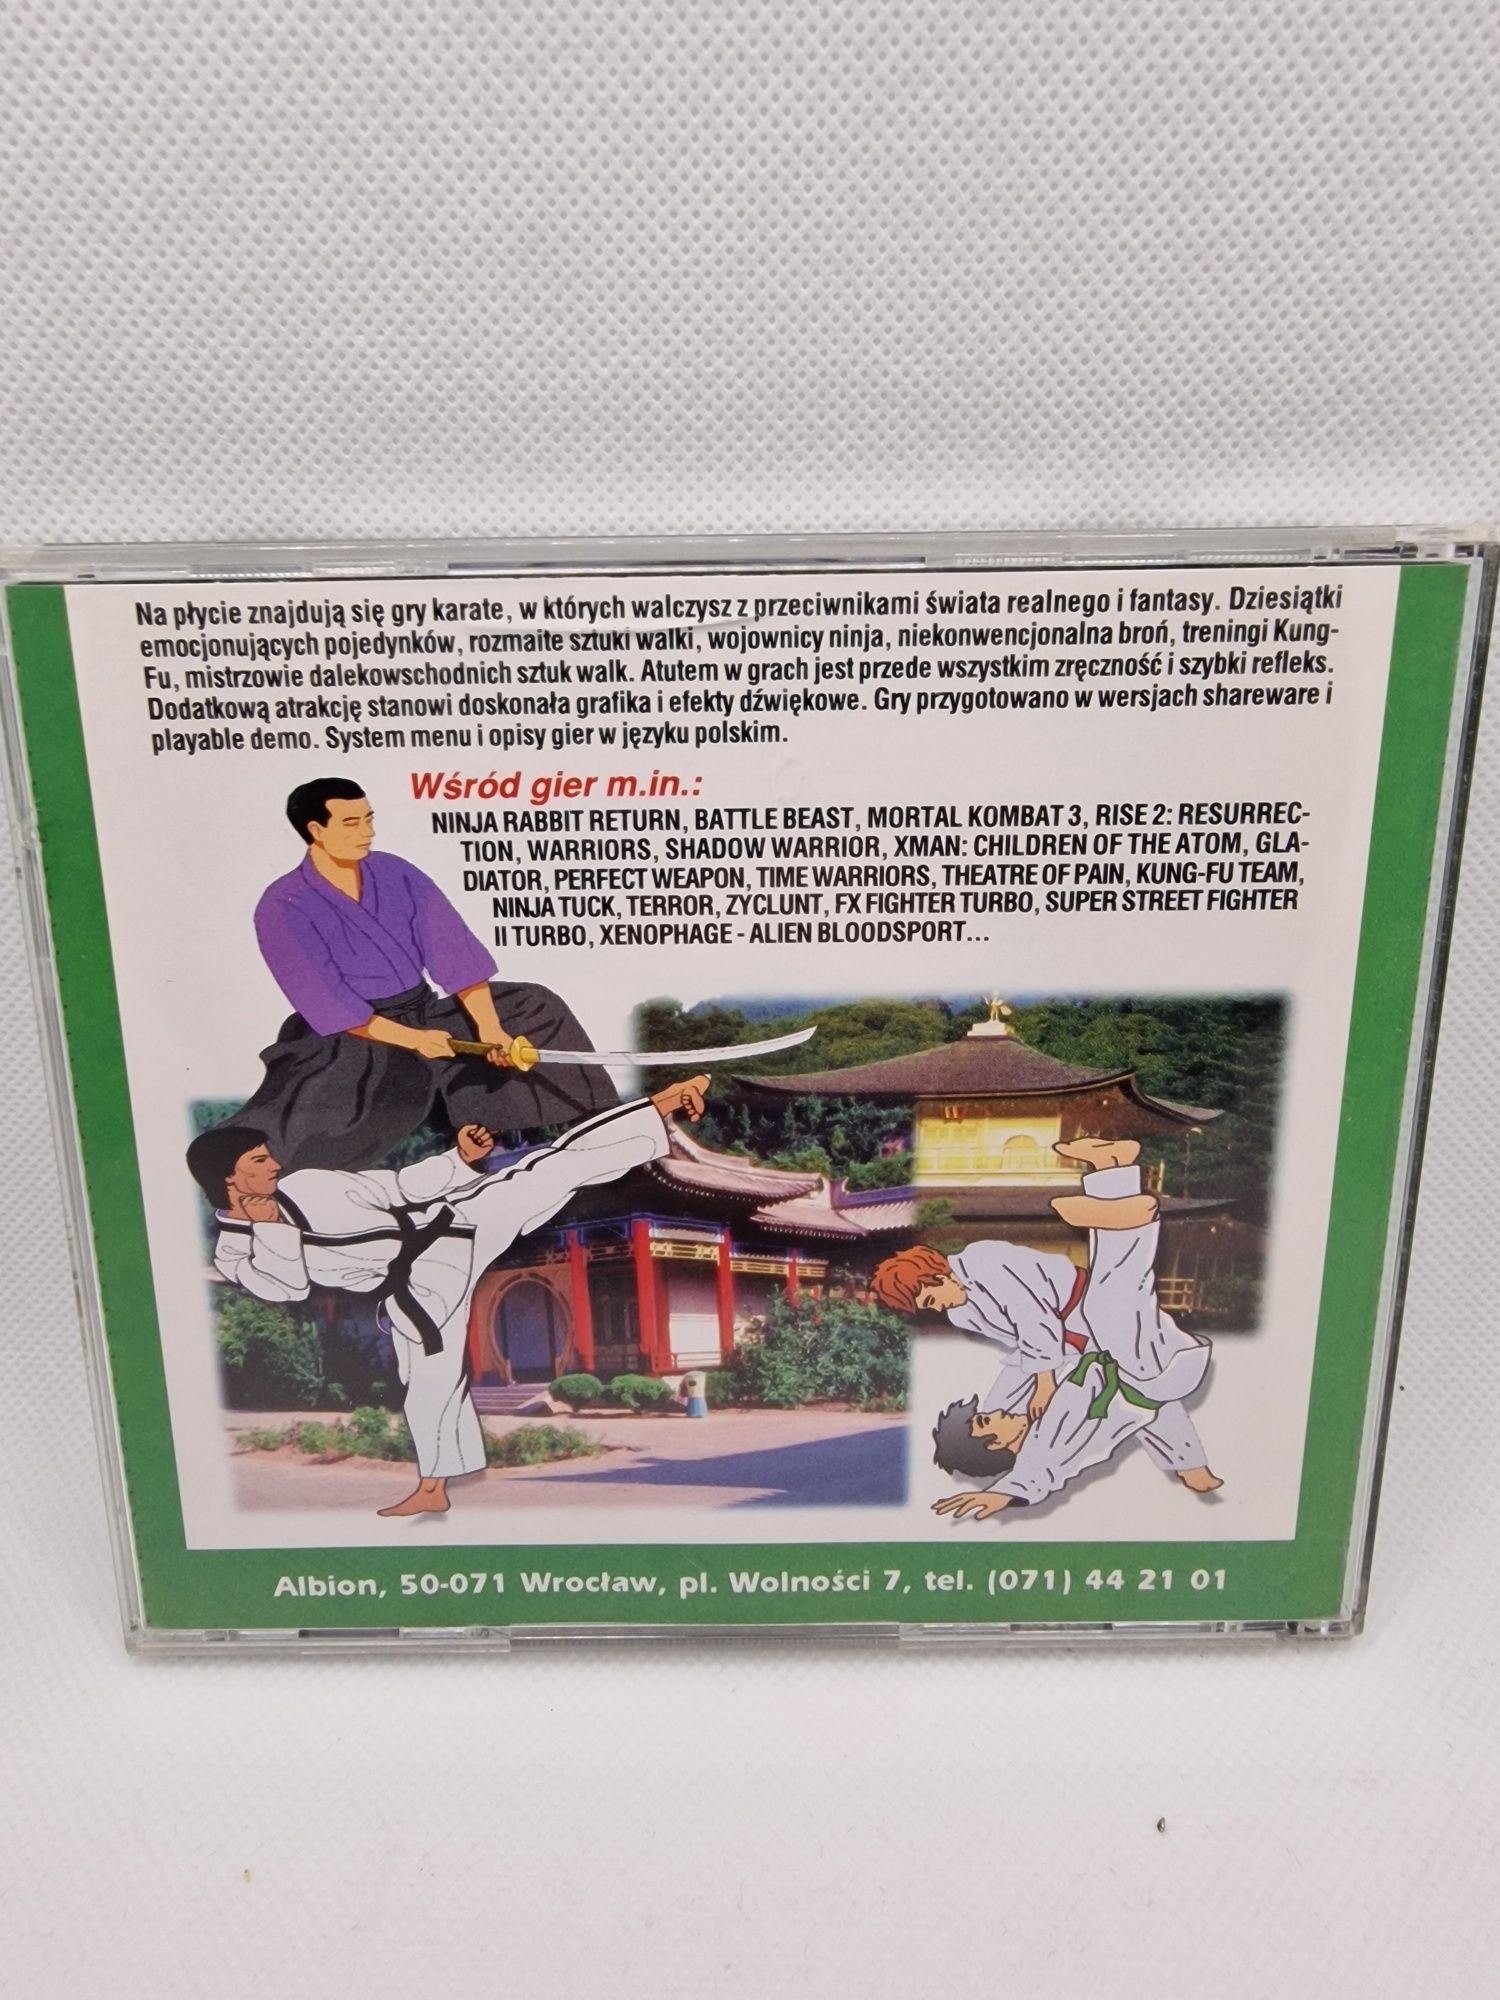 Na płycie znajdują się gry karate, w których walczysz z przeciwnikami świata realnego i fantasy. Dziesiątki
emocjonujących pojedynków, rozmaite sztuki walki, wojownicy ninja, niekonwencjonalna broń, treningi Kung-
Fu, mistrzowie dalekowschodnich sztuk walk. Atutem w grach jest przede wszystkim zręczność i szybki refleks.
Dodatkową atrakcję stanowi doskonała grafika i efekty dźwiękowe. Gry przygotowano w wersjach shareware i
playable demo. System menu i opisy gier w języku polskim.
Wśród gier m.in.:
NINJA RABBIT RETURN, BATTLE BEAST, MORTAL KOMBAT 3, RISE 2: RESURREC-
TION, WARRIORS, SHADOW WARRIOR, XMAN: CHILDREN OF THE ATOM, GLA-
DIATOR, PERFECT WEAPON, TIME WARRIORS, THEATRE OF PAIN, KUNG-FU TEAM,
NINJA TUCK, TERROR, ZYCLUNT, FX FIGHTER TURBO, SUPER STREET FIGHTER
II TURBO, XENOPHAGE - ALIEN BLOODSPORT...
Albion, 50-071 Wrocław, pl. Wolności 7, tel. (071) 44 21 01